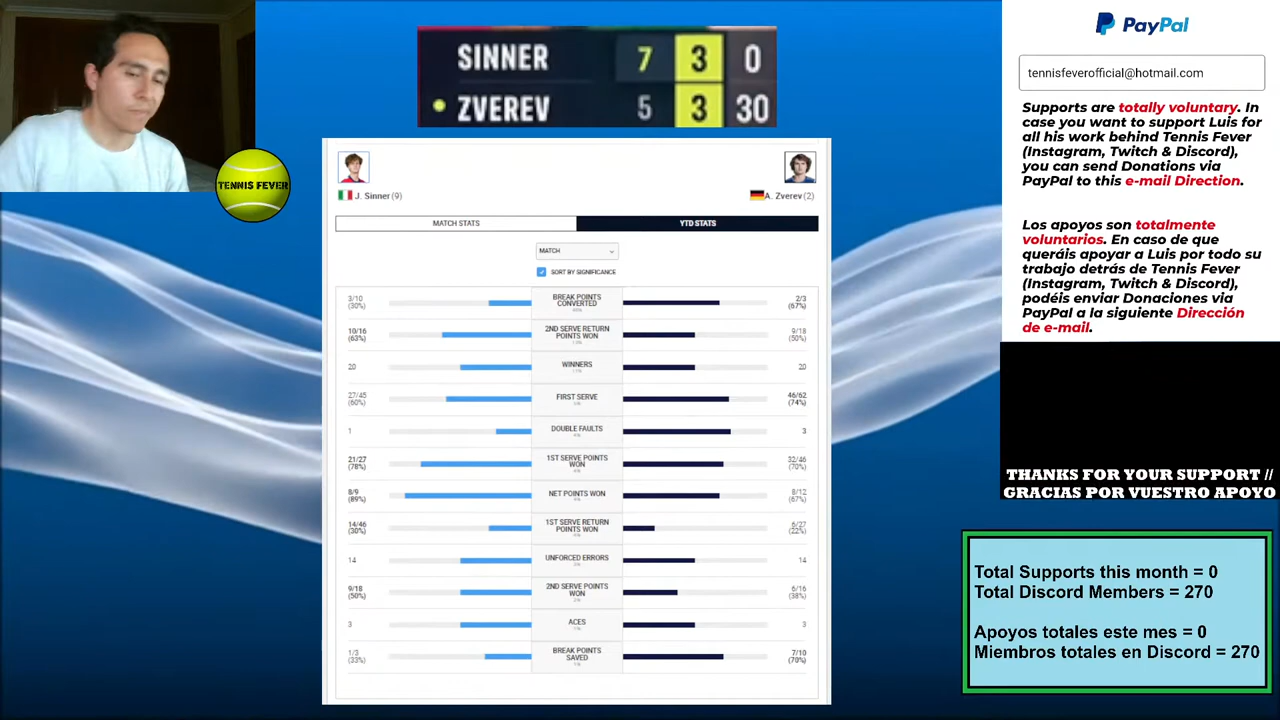 SINNER 7 3 0
ZVEREV 5 3 30
TENNIS FEVER
J. Sinner (9)
A. Zverev (2)
MATCH STATS
YTD STATS
MATCH
SORT BY SIGNIFICANCE
3/10
(30%)
BREAK POINTS
CONVERTED
2/3
(67%)
10/16
(63%)
2ND SERVE RETURN
POINTS WON
9/18
(50%)
20
WINNERS
20
27/45
(60%)
FIRST SERVE
46/62
(74%)
1
DOUBLE FAULTS
3
21/27
(78%)
1ST SERVE POINTS
WON
32/46
(70%)
8/9
(89%)
NET POINTS WON
8/12
(67%)
14/46
(30%)
1ST SERVE RETURN
POINTS WON
6/27
(22%)
14
UNFORCED ERRORS
14
9/18
(50%)
2ND SERVE POINTS
WON
6/16
(38%)
3
ACES
3
1/3
(33%)
BREAK POINTS
SAVED
7/10
(70%)
PayPal
tennisfeverofficial@hotmail.com
Supports are totally voluntary. In
case you want to support Luis for
all his work behind Tennis Fever
(Instagram, Twitch & Discord),
you can send Donations via
PayPal to this e-mail Direction.
Los apoyos son totalmente
voluntarios. En caso de que
queráis apoyar a Luis por todo su
trabajo detrás de Tennis Fever
(Instagram, Twitch & Discord),
podéis enviar Donaciones vía
PayPal a la siguiente Dirección
de e-mail.
THANKS FOR YOUR SUPPORT //
GRACIAS POR VUESTRO APOYO
Total Supports this month = 0
Total Discord Members = 270
Apoyos totales este mes = 0
Miembros totales en Discord = 270